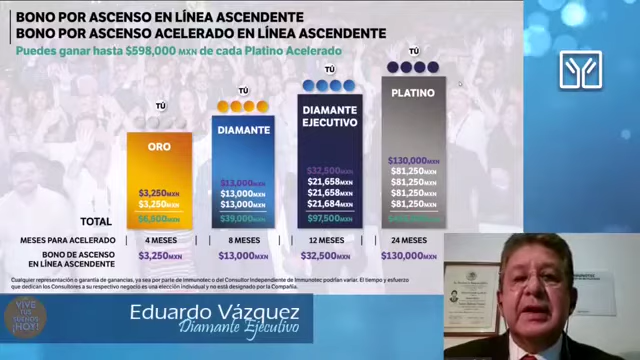 BONO POR ASCENSO EN LÍNEA ASCENDENTE
BONO POR ASCENSO ACELERADO EN LÍNEA ASCENDENTE
Puedes ganar hasta $598,000 MXN de cada Platino Acelerado
TÚ
TÚ
TÚ
TÚ
ORO
DIAMANTE
DIAMANTE EJECUTIVO
PLATINO
$3,250MXN
$3,250MXN
$13,000MXN
$13,000MXN
$13,000MXN
$32,500MXN
$21,658MXN
$21,658MXN
$21,684MXN
$130,000MXN
$81,250MXN
$81,250MXN
$81,250MXN
$81,250MXN
TOTAL $39,000MXN $97,500MXN
MESES PARA ACELERADO 4 MESES 8 MESES 12 MESES 24 MESES
BONO DE ASCENSO EN LÍNEA ASCENDENTE $3,250MXN $13,000MXN $32,500MXN $130,000MXN
Cualquier representación o garantía de ganancias, ya sea por parte de Immunotec o del Consultor Independiente de Immunotec podrían variar. El tiempo y esfuerzo
que dedican los Consultores a su respectivo negocio es una elección individual y no está designado por la Compañía.
VIVE
TUS
SUEÑOS
¡HOY!
Eduardo Vázquez
Diamante Ejecutivo